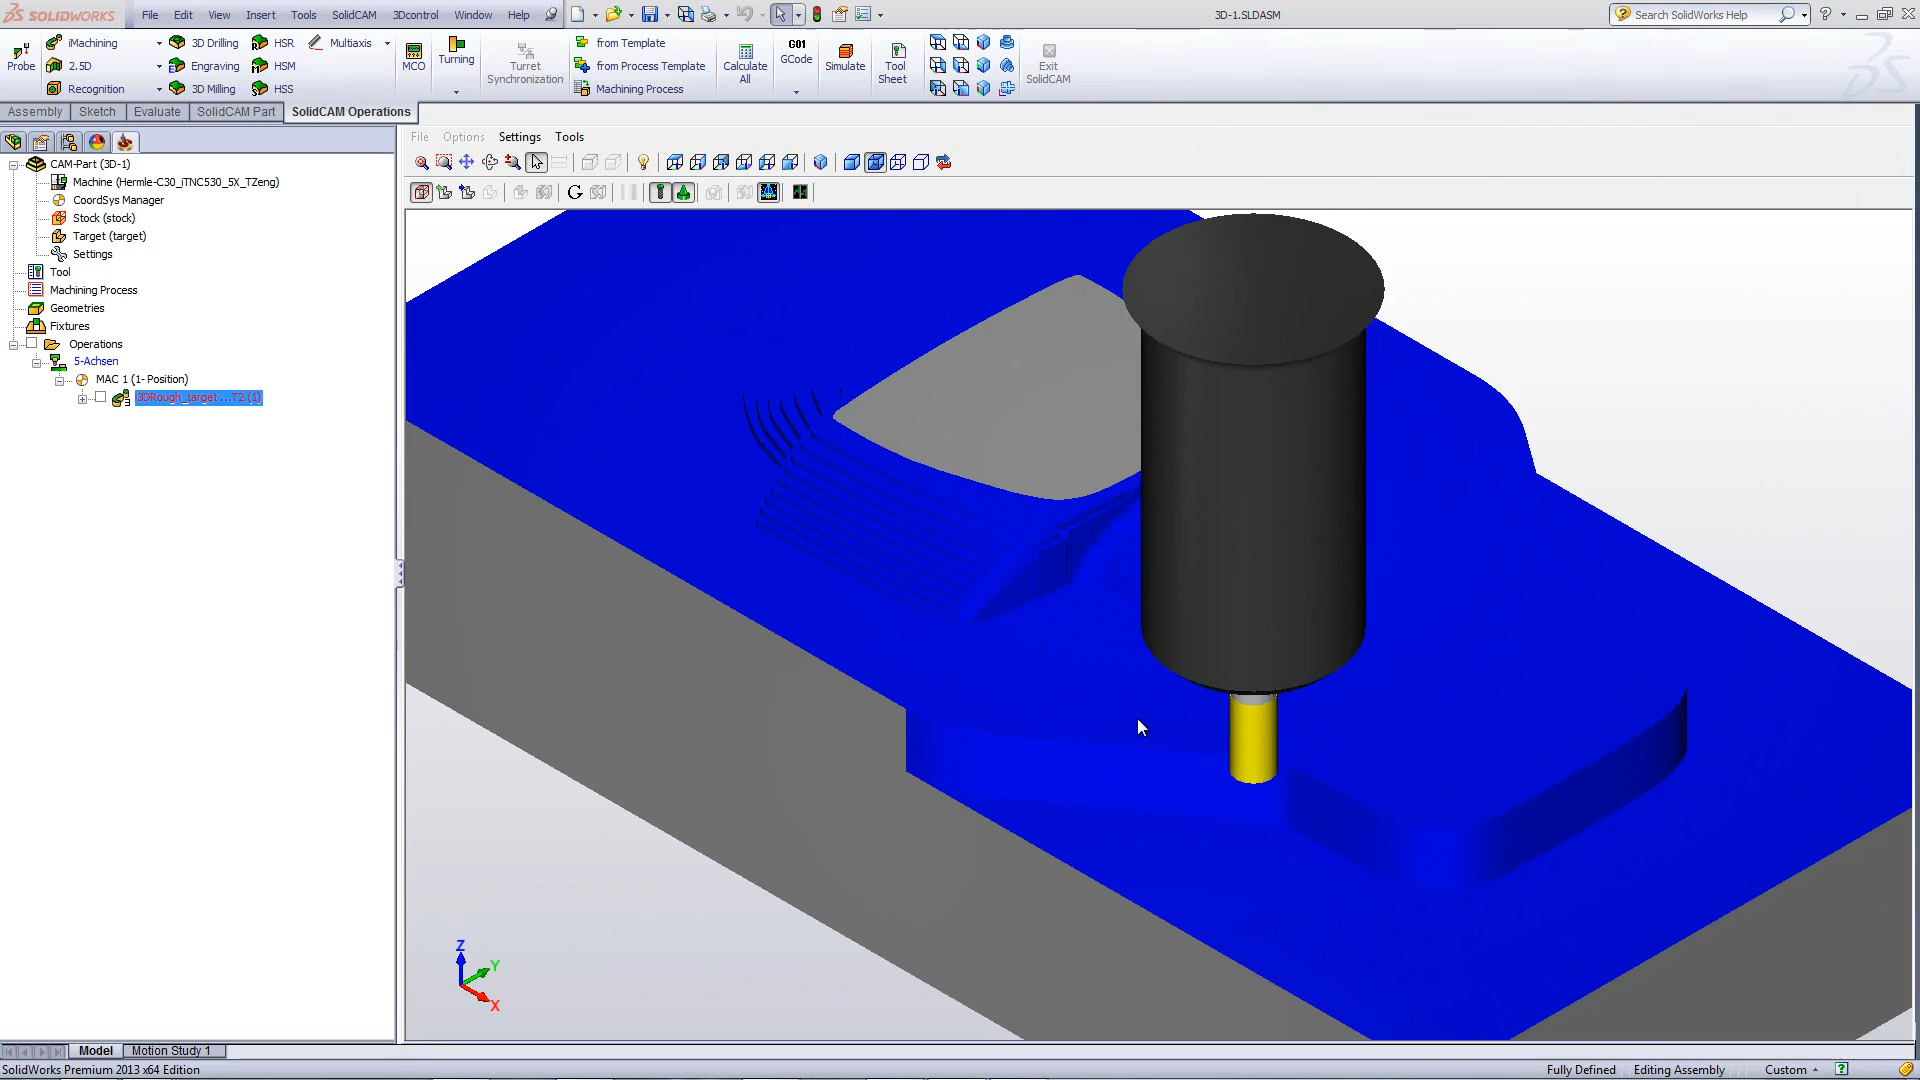 SOLIDWORKS File Edit View Insert Tools SolidCAM 3Dcontrol Window Help 3D-1.SLDASM Search SolidWorks Help
Probe
iMachining
2.5D
Recognition
3D Drilling
Engraving
3D Milling
HSR
HSM
HSS
Multiaxis
MCO
Turning
Turret
Synchronization
from Template
from Process Template
Machining Process
Calculate
All
G01
GCode
Simulate
Tool
Sheet
Exit
SolidCAM
Assembly Sketch Evaluate SolidCAM Part SolidCAM Operations
File Options Settings Tools
G
CAM-Part (3D-1)
Machine (Hermle-C30_iTNC530_5X_TZeng)
CoordSys Manager
Stock (stock)
Target (target)
Settings
Tool
Machining Process
Geometries
Fixtures
Operations
5-Achsen
MAC 1 (1- Position)
i3DRough_target ...T2 (1)
Z
Y
X
Model Motion Study 1
SolidWorks Premium 2013 x64 Edition Fully Defined Editing Assembly Custom